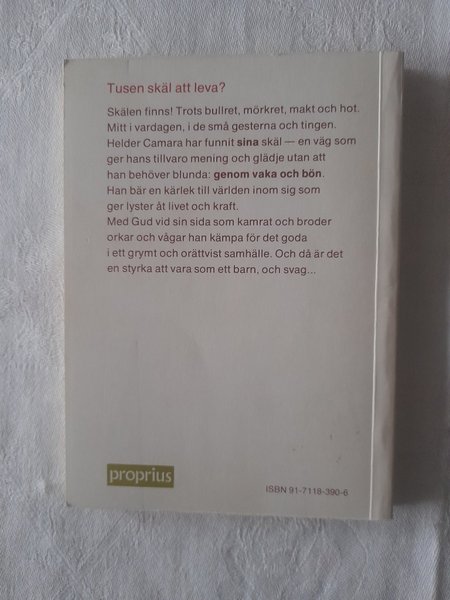 Tusen skäl att leva?
Skälen finns! Trots bullret, mörkret, makt och hot.
Mitt i vardagen, i de små gesterna och tingen.
Helder Camara har funnit sina skäl — en väg som
ger hans tillvaro mening och glädje utan att
han behöver blunda: genom vaka och bön.
Han bär en kärlek till världen inom sig som
ger lyster åt livet och kraft.
Med Gud vid sin sida som kamrat och broder
orkar och vågar han kämpa för det goda
i ett grymt och orättvist samhälle. Och då är det
en styrka att vara som ett barn, och svag...
proprius
ISBN 91-7118-390-6